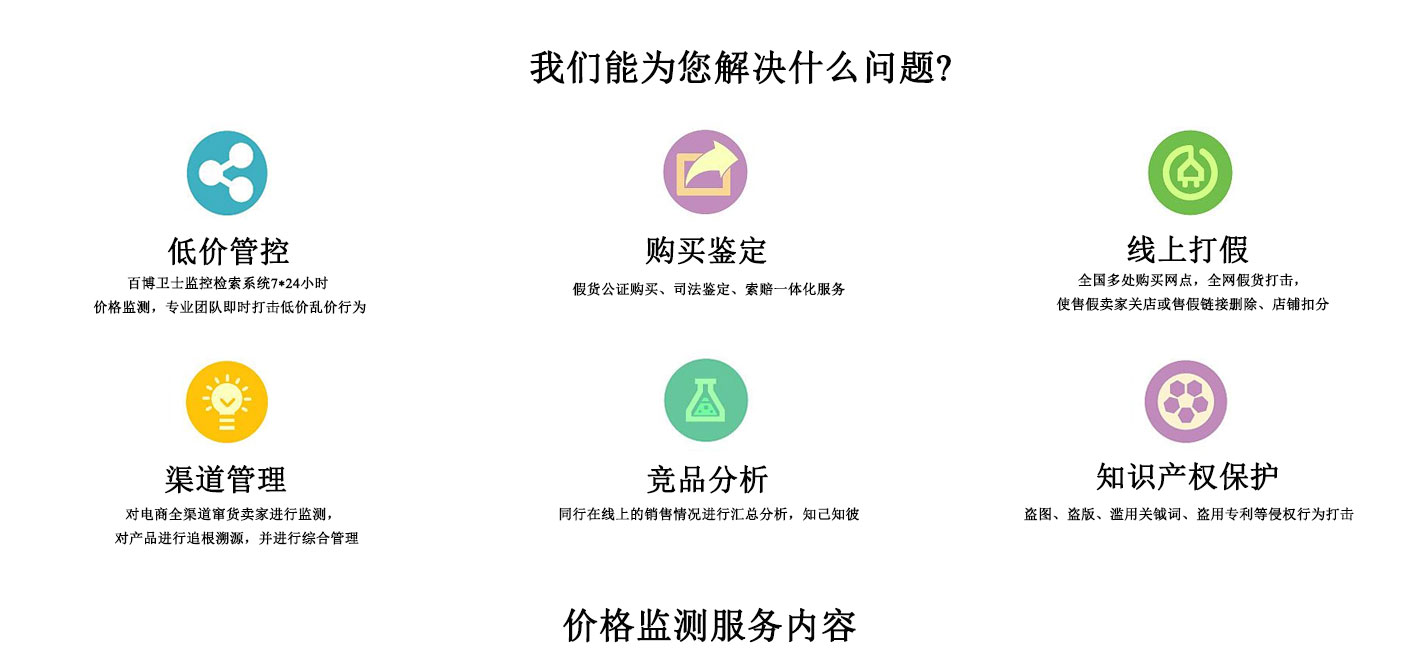 我们能为您解决什么问题?
低价管控
百博卫士监控检索系统7*24小时
价格监测，专业团队即时打击低价乱价行为
购买鉴定
假货公证购买、司法鉴定、索赔一体化服务
线上打假
全国多处购买网点，全网假货打击，
使售假卖家关店或售假链接删除、店铺扣分
渠道管理
对电商全渠道窜货卖家进行监测，
对产品进行追根溯源，并进行综合管理
竞品分析
同行在线上的销售情况进行汇总分析，知己知彼
知识产权保护
盗图、盗版、滥用关键词、盗用专利等侵权行为打击
价格监测服务内容